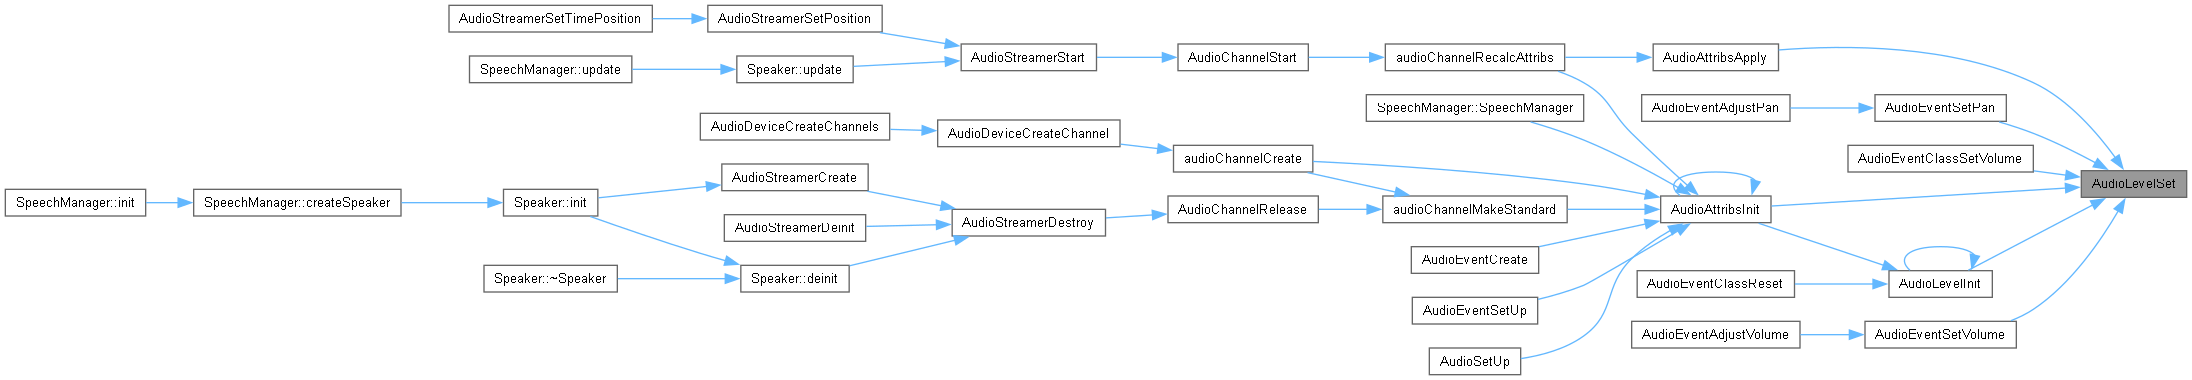 AudioStreamerSetTimePosition
AudioStreamerSetPosition
SpeechManager::update
Speaker::update
AudioStreamerStart
AudioChannelStart
audioChannelRecalcAttribs
AudioAttribsApply
SpeechManager::SpeechManager
AudioEventAdjustPan
AudioEventSetPan
AudioDeviceCreateChannels
AudioDeviceCreateChannel
audioChannelCreate
AudioEventClassSetVolume
AudioLevelSet
AudioStreamerCreate
SpeechManager::init
SpeechManager::createSpeaker
Speaker::init
AudioStreamerDeinit
AudioStreamerDestroy
AudioChannelRelease
audioChannelMakeStandard
AudioAttribsInit
Speaker::~Speaker
Speaker::deinit
AudioEventCreate
AudioEventClassReset
AudioLevelInit
AudioEventSetUp
AudioEventAdjustVolume
AudioEventSetVolume
AudioSetUp